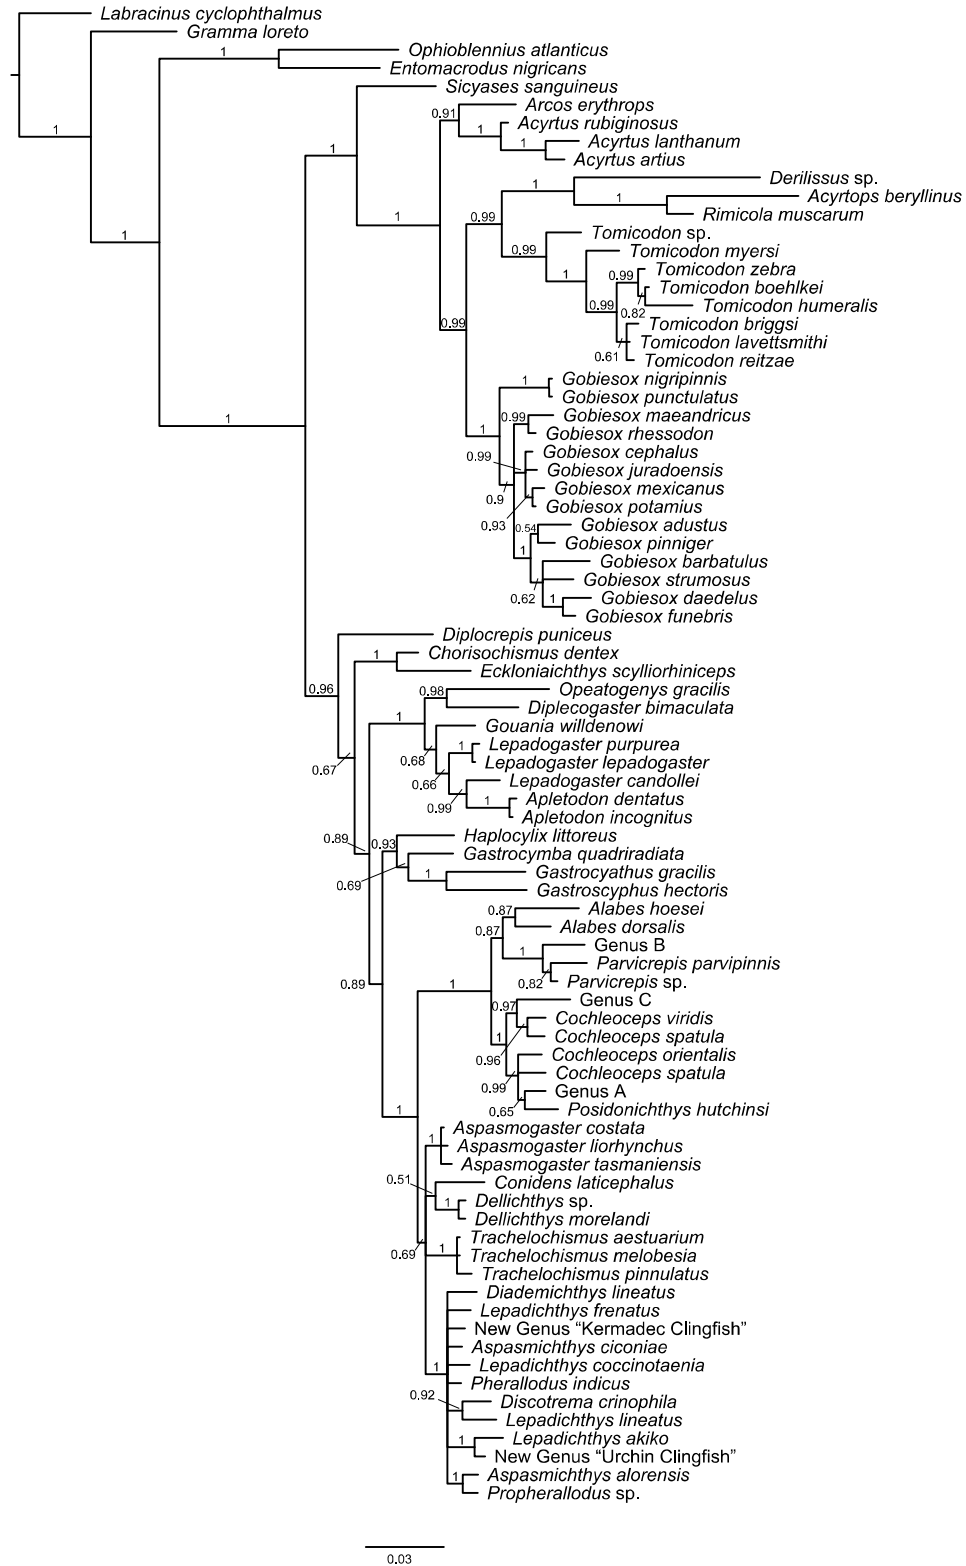 Labracinus cyclophthalmus
Gramma loreto
1
Ophioblennius atlanticus
Entomacrodus nigricans
Sicyases sanguineus
Arcos erythrops
0.91
Acyrtus rubiginosus
1
1
1
Acyrtus lanthanum
Acyrtus artius
1
Derilissus sp.
1
Acyrtops beryllinus
1
Rimicola muscarum
1
0.99
Tomicodon sp.
1
0.99
Tomicodon myersi
Tomicodon zebra
1
0.99
Tomicodon boehlkei
0.99
Tomicodon humeralis
0.82
0.99
Tomicodon briggsi
Tomicodon lavettsmithi
0.61
Tomicodon reitzae
Gobiesox nigripinnis
1
Gobiesox punctulatus
Gobiesox maeandricus
0.99
1
1
Gobiesox rhessodon
Gobiesox cephalus
0.99
Gobiesox juradoensis
Gobiesox mexicanus
0.9
Gobiesox potamius
0.93
Gobiesox adustus
0.54
Gobiesox pinniger
1
Gobiesox barbatulus
Gobiesox strumosus
0.62
1
Gobiesox daedelus
Gobiesox funebris
Diplocrepis puniceus
Chorisochismus dentex
1
Eckloniaichthys scylliorhiniceps
0.96
Opeatogenys gracilis
0.98
Diplecogaster bimaculata
1
Gouania willdenowi
Lepadogaster purpurea
1
0.68
Lepadogaster lepadogaster
0.67
Lepadogaster candollei
0.66
Apletodon dentatus
1
0.99
Apletodon incognitus
Haplocylix littoreus
0.89
0.93
Gastrocymba quadriradiata
Gastrocyathus gracilis
1
0.69
Gastroscyphus hectoris
Alabes hoesei
0.87
Alabes dorsalis
0.87
Genus B
1
Parvicrepis parvipinnis
0.89
1
0.82
Parvicrepis sp.
Genus C
0.97
Cochleoceps viridis
1
Cochleoceps spatula
Cochleoceps orientalis
0.96
Cochleoceps spatula
0.99
Genus A
0.65
Posidonichthys hutchinsi
1
Aspasmogaster costata
1
Aspasmogaster liorhynchus
Aspasmogaster tasmaniensis
0.51
Conidens laticephalus
1
Dellichthys sp.
Dellichthys morelandi
Trachelochismus aestuarium
1
0.69
Trachelochismus melobesia
Trachelochismus pinnulatus
Diademichthys lineatus
Lepadichthys frenatus
New Genus “Kermadec Clingfish”
Aspasmichthys ciconiae
1
Lepadichthys coccinotaenia
Pherallodus indicus
0.92
Discotrema crinophila
Lepadichthys lineatus
1
Lepadichthys akiko
New Genus “Urchin Clingfish”
1
Aspasmichthys alorensis
Propherallodus sp.
0.03